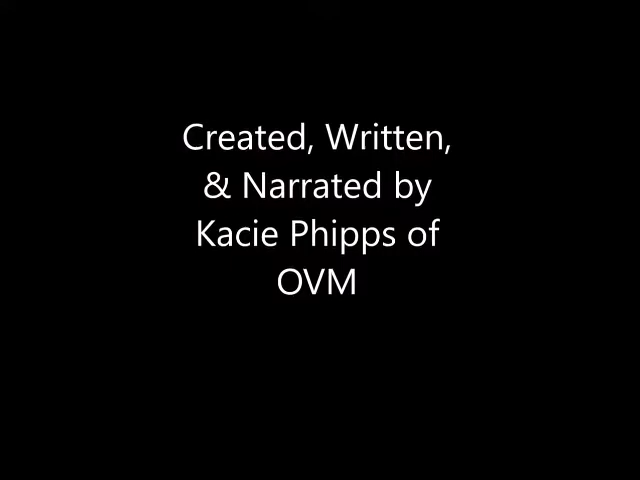 Created, Written,
& Narrated by
Kacie Phipps of
OVM